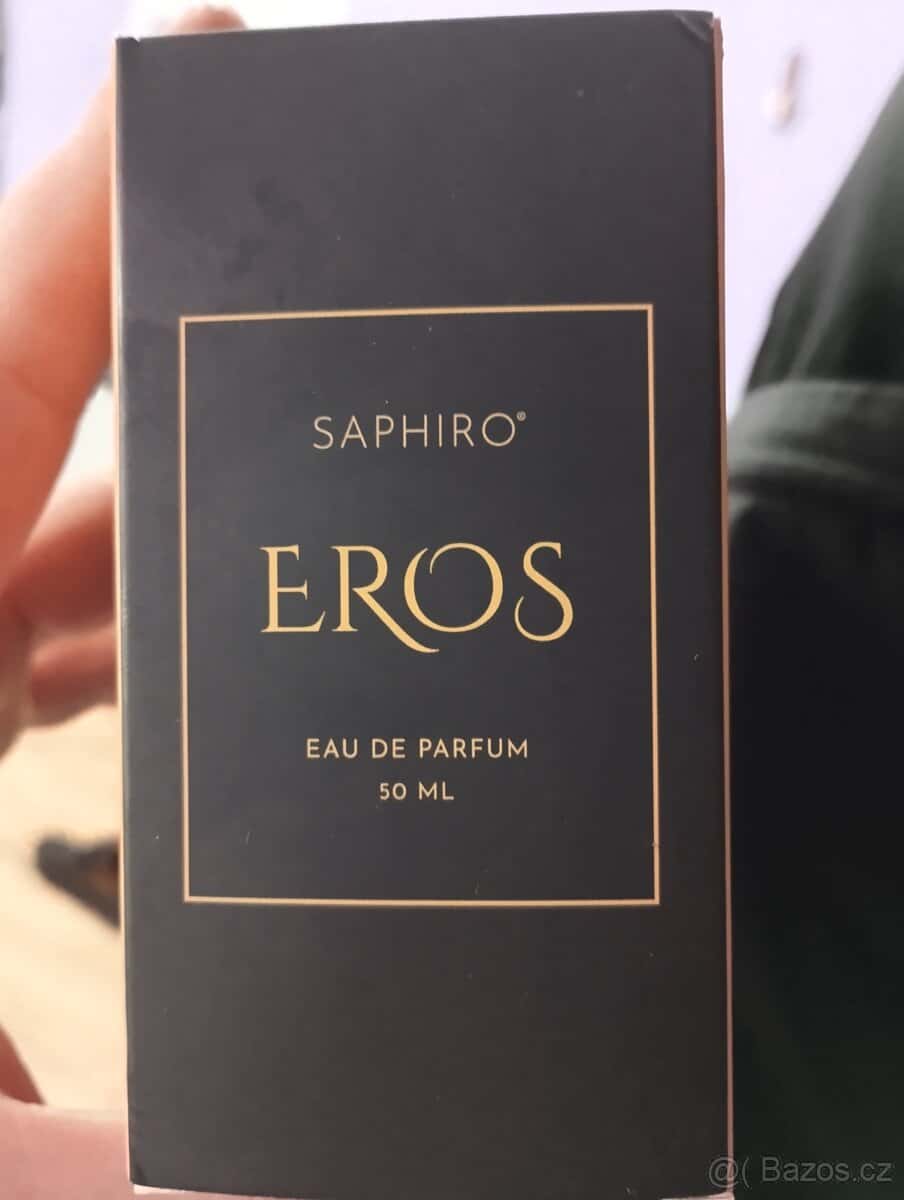 SAPHIRO®
EROS
EAU DE PARFUM
50 ML
@( Bazos.cz